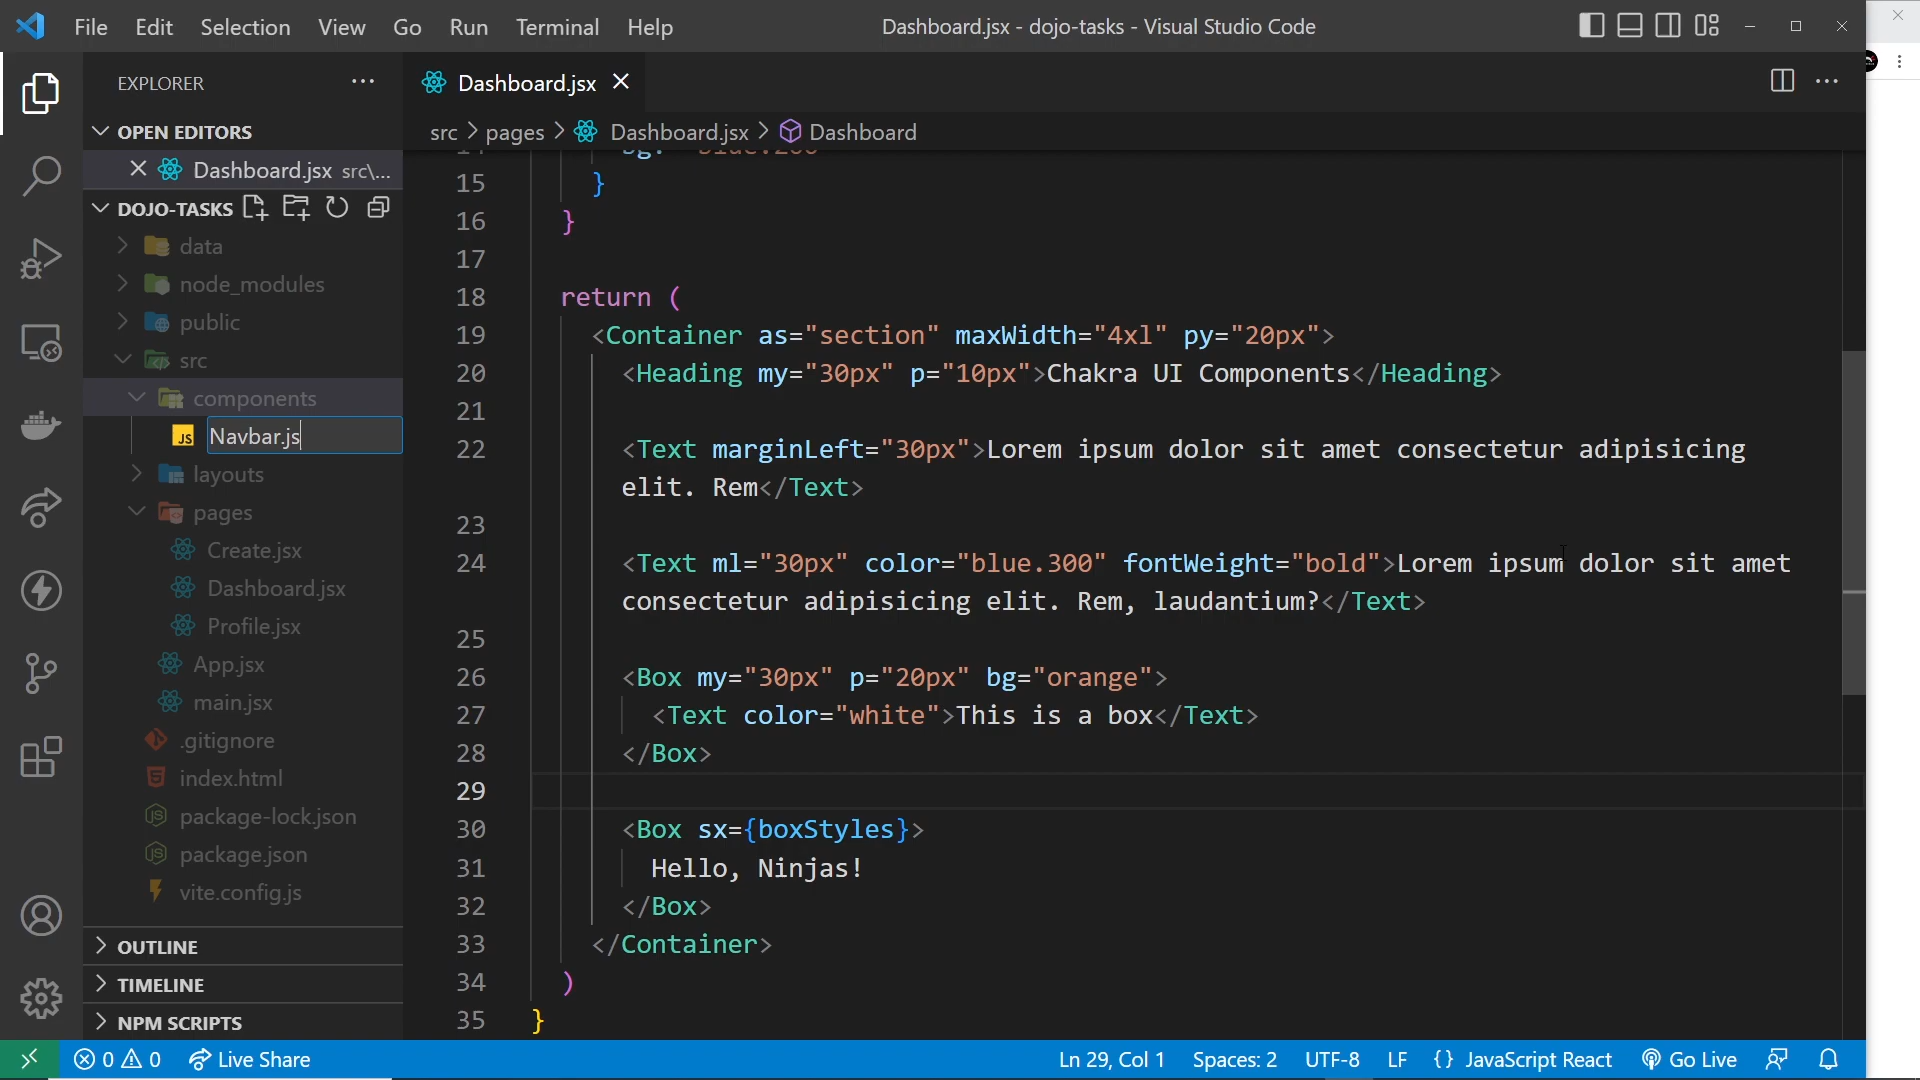 File Edit Selection View Go Run Terminal Help
Dashboard.jsx - dojo-tasks - Visual Studio Code
EXPLORER
OPEN EDITORS
Dashboard.jsx src\...
DOJO-TASKS
data
node_modules
public
src
components
Navbar.js
layouts
pages
Create.jsx
Dashboard.jsx
Profile.jsx
App.jsx
main.jsx
.gitignore
index.html
package-lock.json
package.json
vite.config.js
OUTLINE
TIMELINE
NPM SCRIPTS
Dashboard.jsx
src > pages > Dashboard.jsx > Dashboard
15 }
16 }
17
18 return (
19 <Container as="section" maxWidth="4xl" py="20px">
20 <Heading my="30px" p="10px">Chakra UI Components</Heading>
21
22 <Text marginLeft="30px">Lorem ipsum dolor sit amet consectetur adipisicing
elit. Rem</Text>
23
24 <Text ml="30px" color="blue.300" fontWeight="bold">Lorem ipsum dolor sit amet
consectetur adipisicing elit. Rem, laudantium?</Text>
25
26 <Box my="30px" p="20px" bg="orange">
27 <Text color="white">This is a box</Text>
28 </Box>
29
30 <Box sx={boxStyles}>
31 Hello, Ninjas!
32 </Box>
33 </Container>
34 )
35 }
0 0 Live Share
Ln 29, Col 1 Spaces: 2 UTF-8 LF {} JavaScript React Go Live